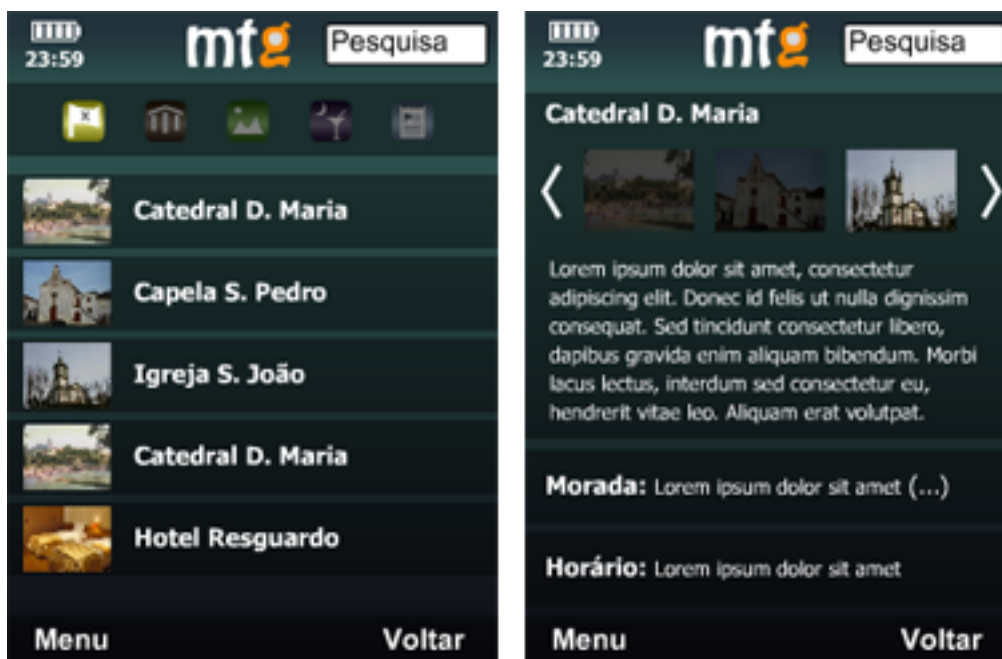 23:59
mtg
Pesquisa
Catedral D. Maria
Capela S. Pedro
Igreja S. João
Catedral D. Maria
Hotel Resguardo
Menu
Voltar
23:59
mtg
Pesquisa
Catedral D. Maria
Lorem ipsum dolor sit amet, consectetur
adipiscing elit. Donec id felis ut nulla dignissim
consequat. Sed tincidunt consectetur libero,
dapibus gravida enim aliquam bibendum. Morbi
lacus lectus, interdum sed consectetur eu,
hendrerit vitae leo. Aliquam erat volutpat.
Morada: Lorem ipsum dolor sit amet (...)
Horário: Lorem ipsum dolor sit amet
Menu
Voltar